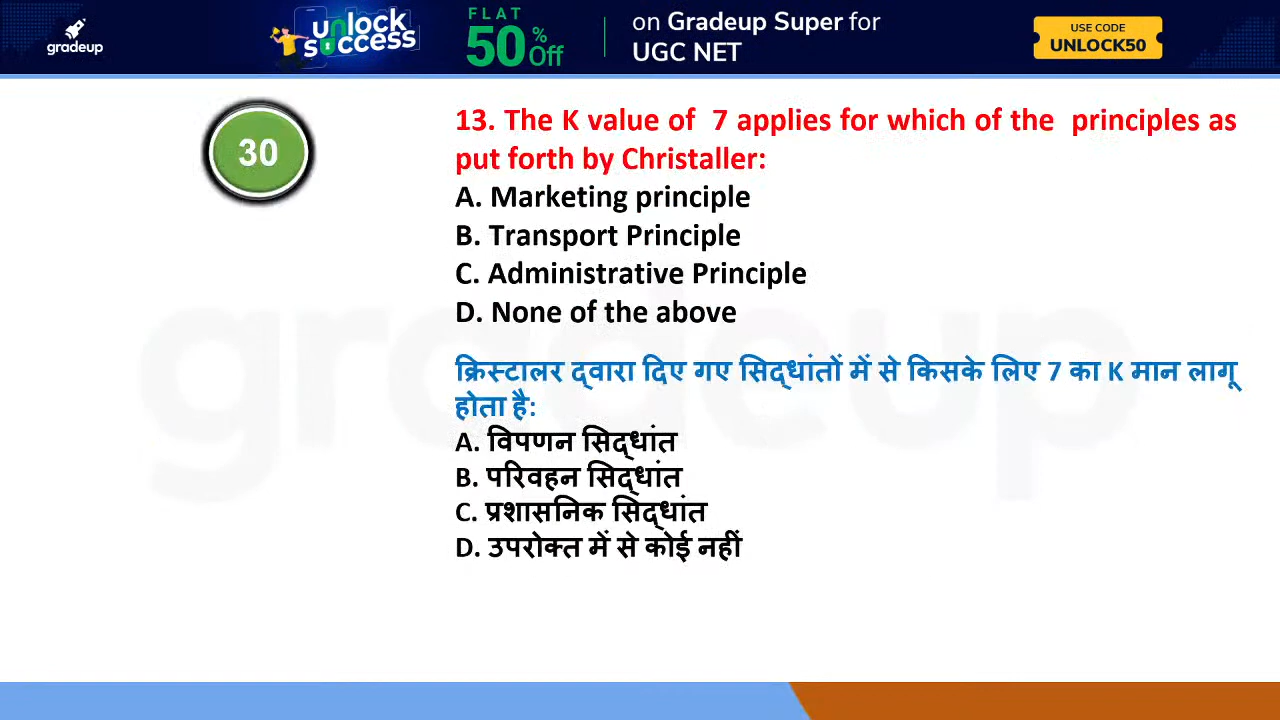 gradeup
unlock
success
FLAT
50% Off
on Gradeup Super for
UGC NET
USE CODE
UNLOCK50
30
13. The K value of 7 applies for which of the principles as
put forth by Christaller:
A. Marketing principle
B. Transport Principle
C. Administrative Principle
D. None of the above
क्रिस्टालर द्वारा दिए गए सिद्धांतों में से किसके लिए 7 का K मान लागू
होता है:
A. विपणन सिद्धांत
B. परिवहन सिद्धांत
C. प्रशासनिक सिद्धांत
D. उपरोक्त में से कोई नहीं
gradeup